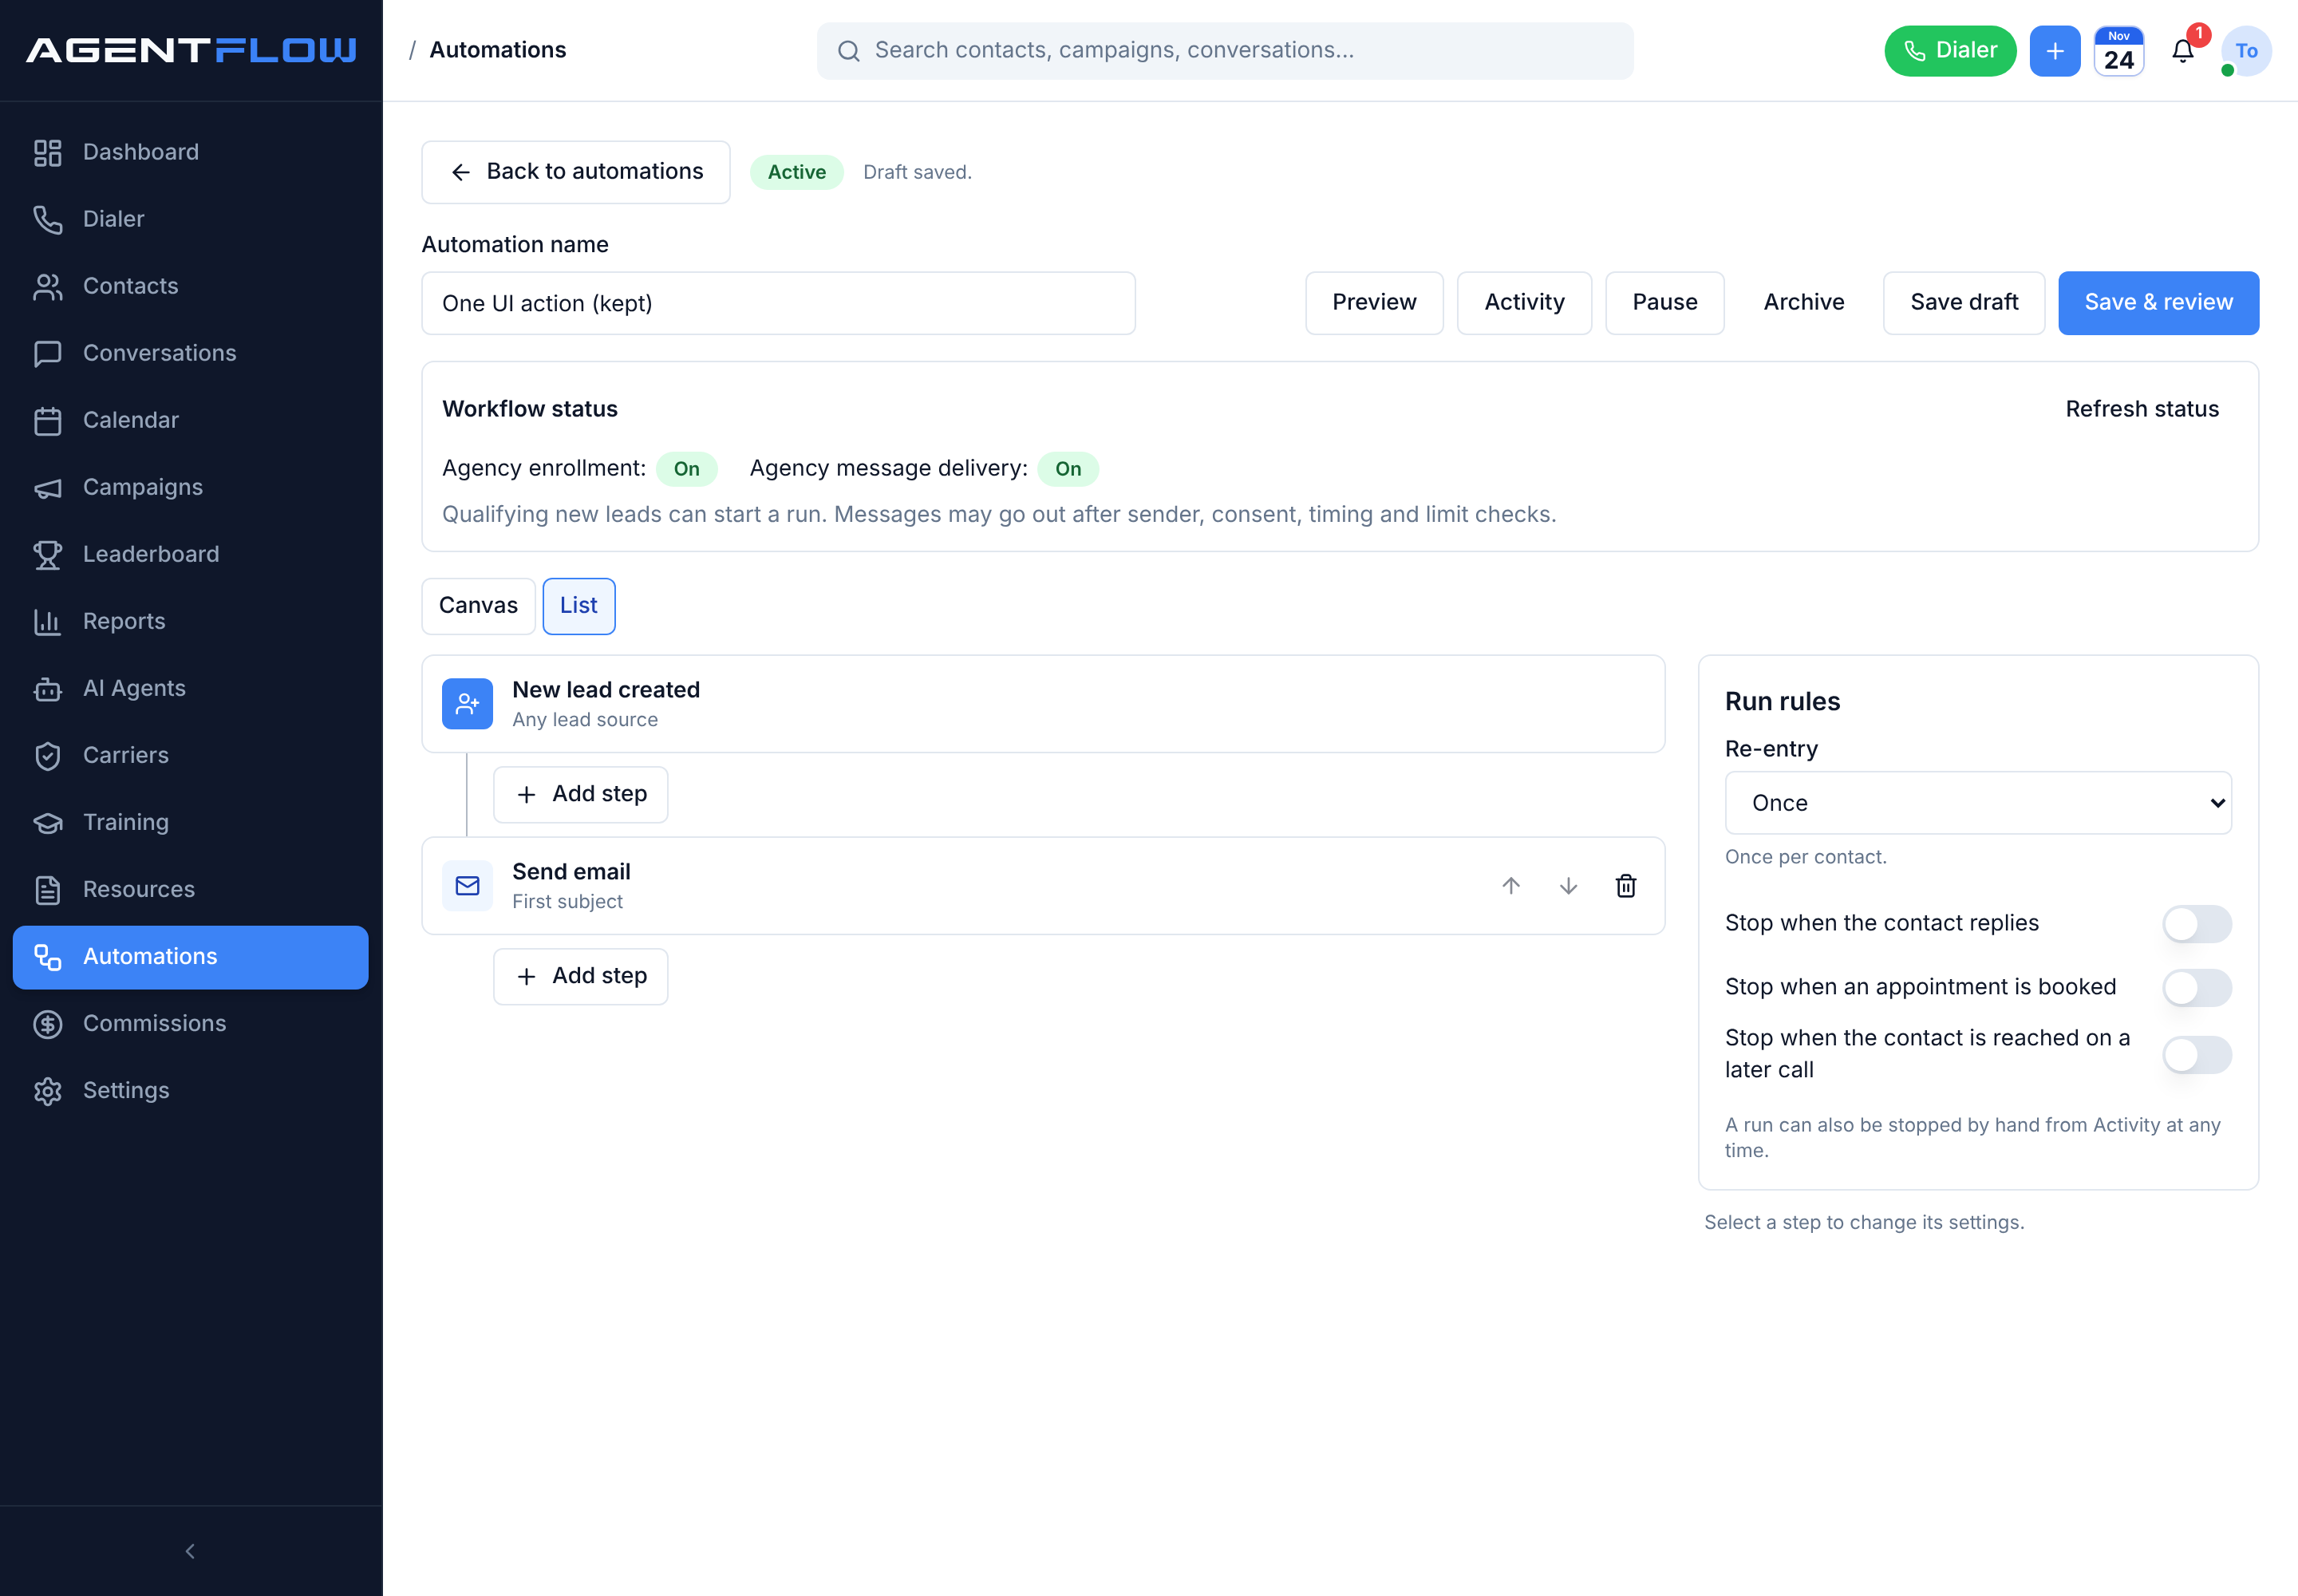 AGENTFLOW
/ Automations
Search contacts, campaigns, conversations...
Dialer
Nov
24
1
To
Dashboard
Dialer
Contacts
Conversations
Calendar
Campaigns
Leaderboard
Reports
AI Agents
Carriers
Training
Resources
Automations
Commissions
Settings
Back to automations
Active
Draft saved.
Automation name
One UI action (kept)
Preview
Activity
Pause
Archive
Save draft
Save & review
Workflow status
Refresh status
Agency enrollment: On
Agency message delivery: On
Qualifying new leads can start a run. Messages may go out after sender, consent, timing and limit checks.
Canvas
List
New lead created
Any lead source
Add step
Send email
First subject
Add step
Run rules
Re-entry
Once
Once per contact.
Stop when the contact replies
Stop when an appointment is booked
Stop when the contact is reached on a
later call
A run can also be stopped by hand from Activity at any
time.
Select a step to change its settings.